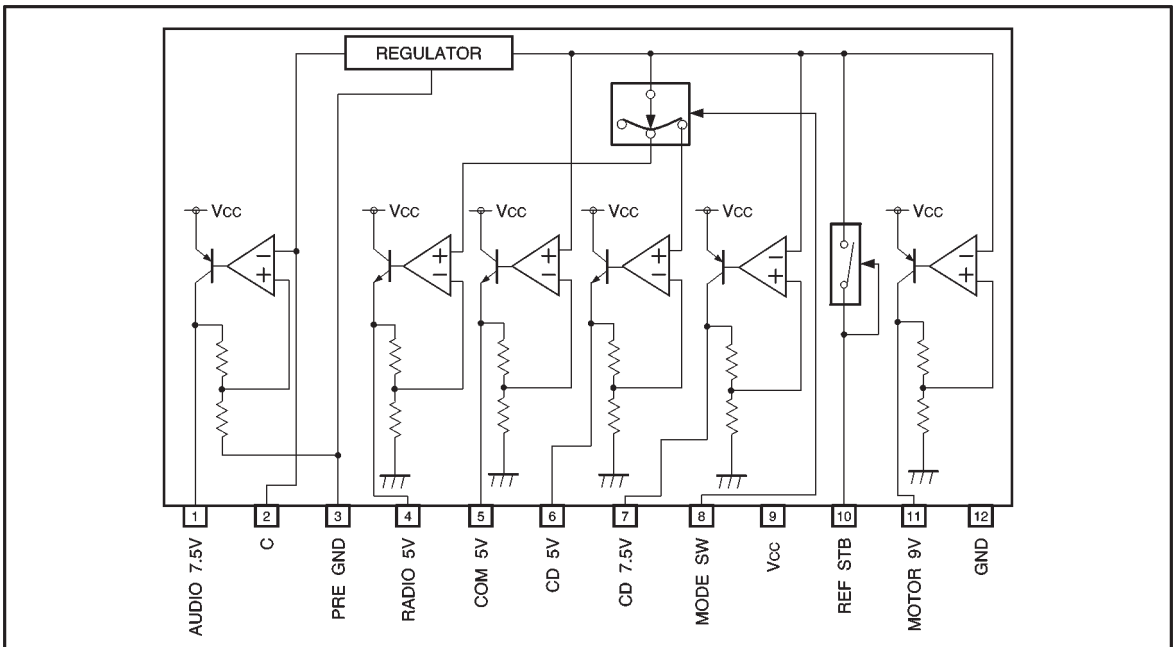 REGULATOR
VCC
VCC
VCC
VCC
VCC
VCC
− +
+ −
+ −
+ −
− +
− +
1
2
3
4
5
6
7
8
9
10
11
12
AUDIO 7.5V
C
PRE GND
RADIO 5V
COM 5V
CD 5V
CD 7.5V
MODE SW
VCC
REF STB
MOTOR 9V
GND